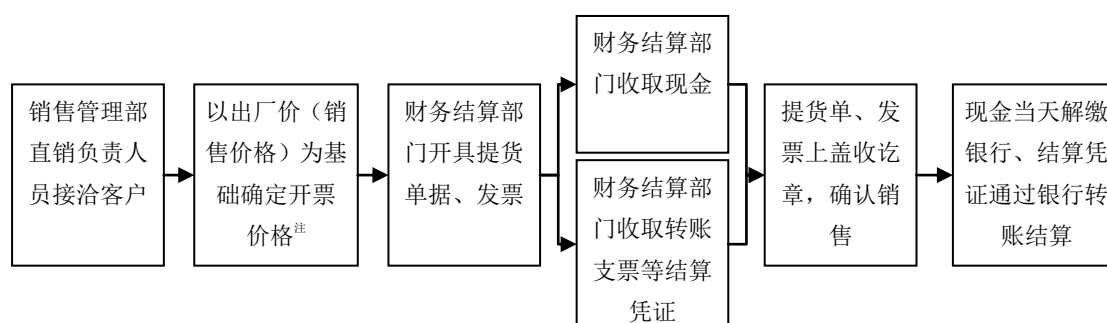 销售管理部
直销负责人
员接洽客户
以出厂价（销
售价格）为基
础确定开票
价格注
财务结算部
门开具提货
单据、发票
财务结算部
门收取现金
财务结算部
门收取转账
支票等结算
凭证
提货单、发
票上盖收讫
章，确认销
售
现金当天解缴
银行、结算凭
证通过银行转
账结算